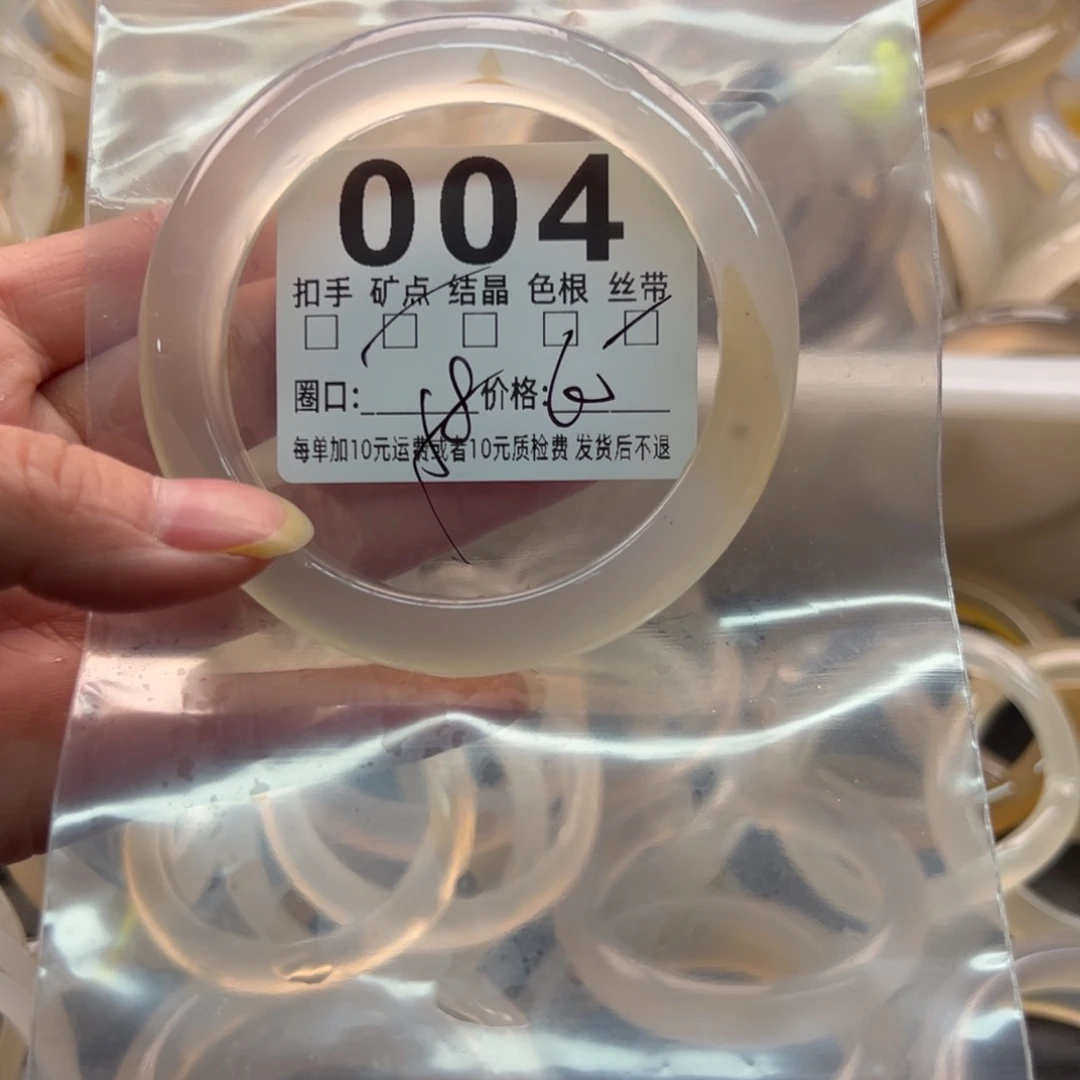 004
扣手 矿点 结晶 色根 丝带
圈口: 58 价格:
每单加10元运费或者10元质检费 发货后不退